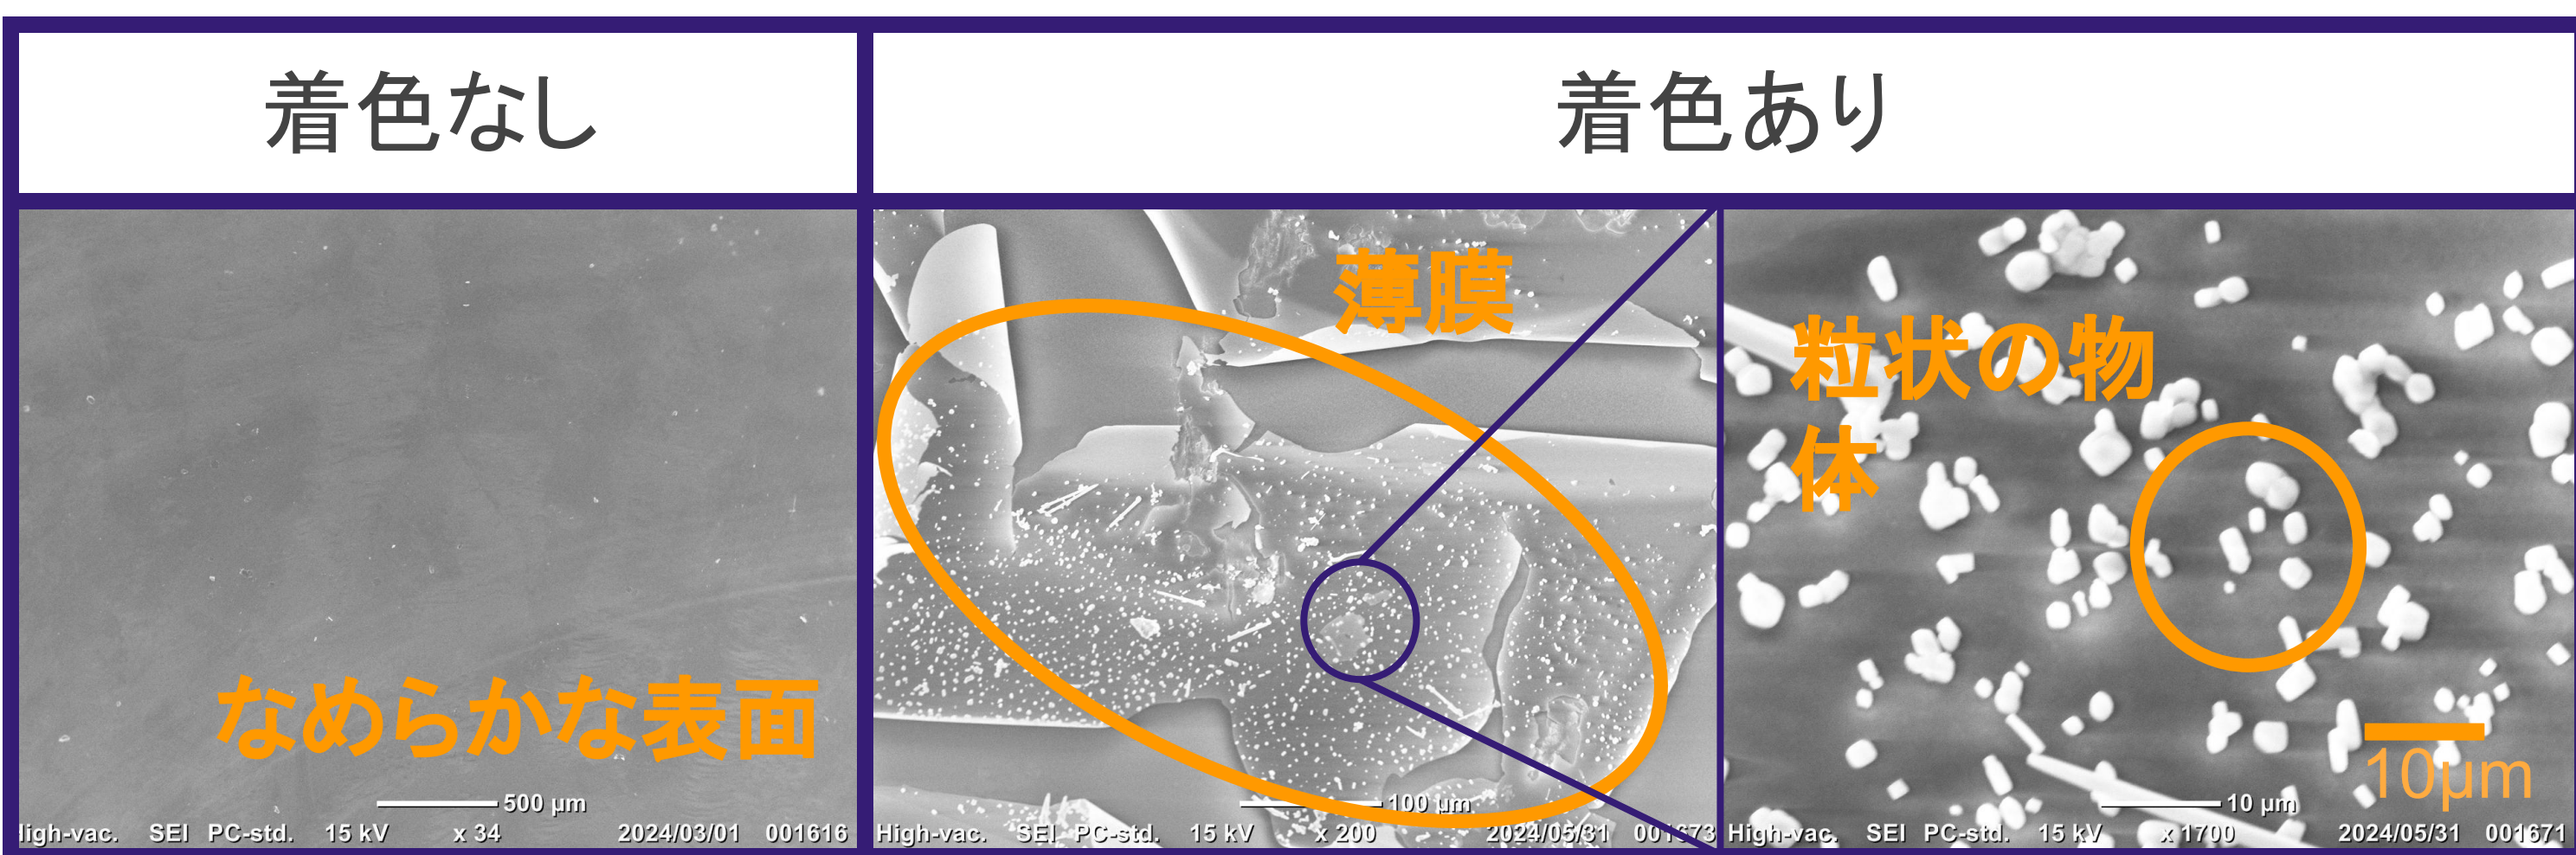 着色なし
着色あり
なめらかな表面
500 µm
High-vac. SEI PC-std. 15 kV x 34 2024/03/01 001616
薄膜
100 µm
High-vac. SEI PC-std. 15 kV x 200 2024/05/31 001673
粒状の物
体
10µm
10 µm
High-vac. SEI PC-std. 15 kV x 1700 2024/05/31 001671